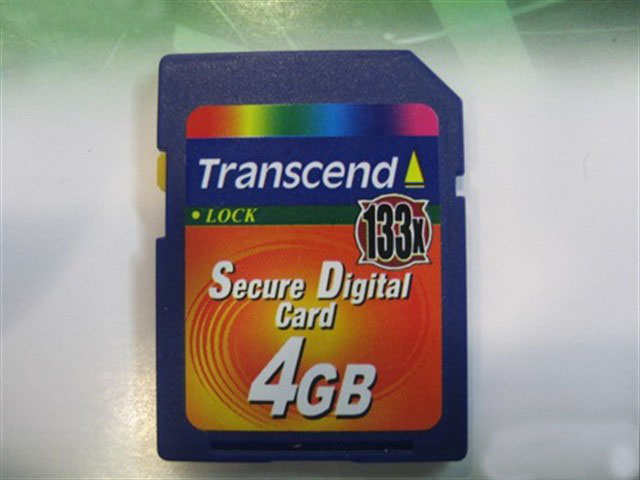 Transcend
LOCK
133x
Secure Digital
Card
4GB